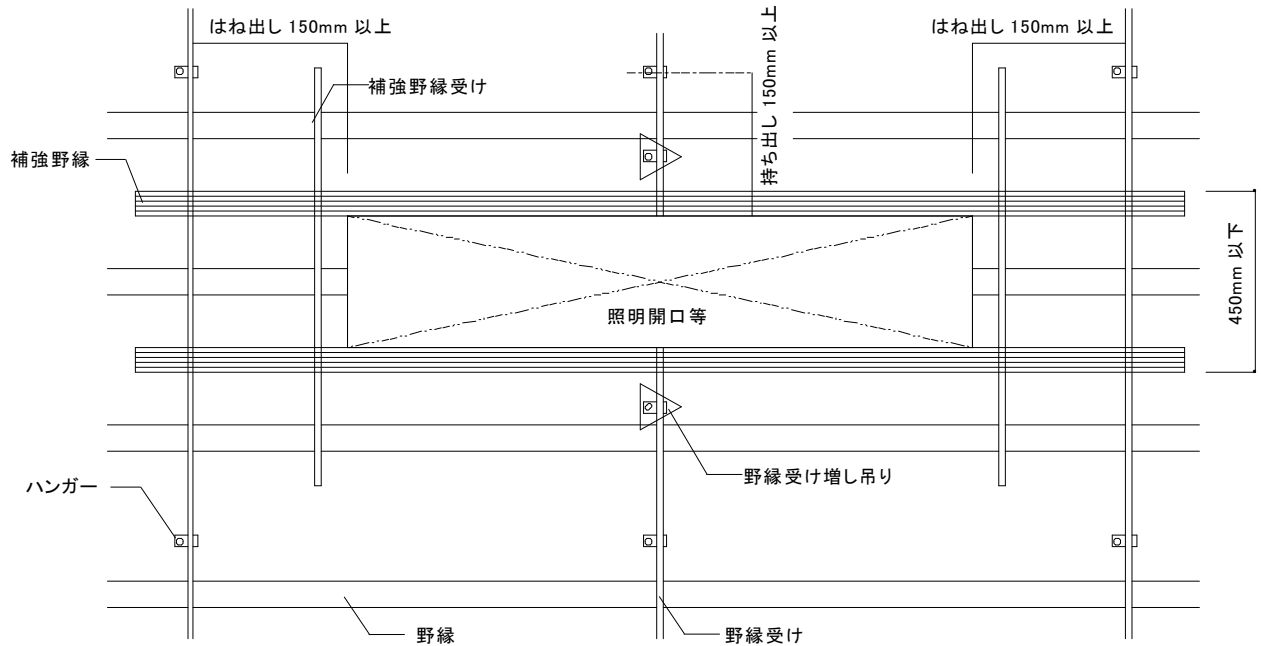 はね出し 150mm 以上
持ち出し 150mm 以上
はね出し 150mm 以上
補強野縁受け
補強野縁
450mm 以下
照明開口等
野縁受け増し吊り
ハンガー
野縁
野縁受け